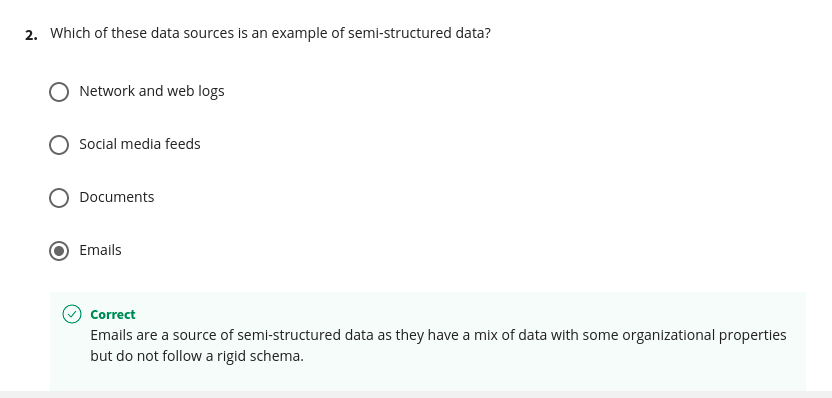 2. Which of these data sources is an example of semi-structured data?
Network and web logs
Social media feeds
Documents
Emails
Correct
Emails are a source of semi-structured data as they have a mix of data with some organizational properties
but do not follow a rigid schema.